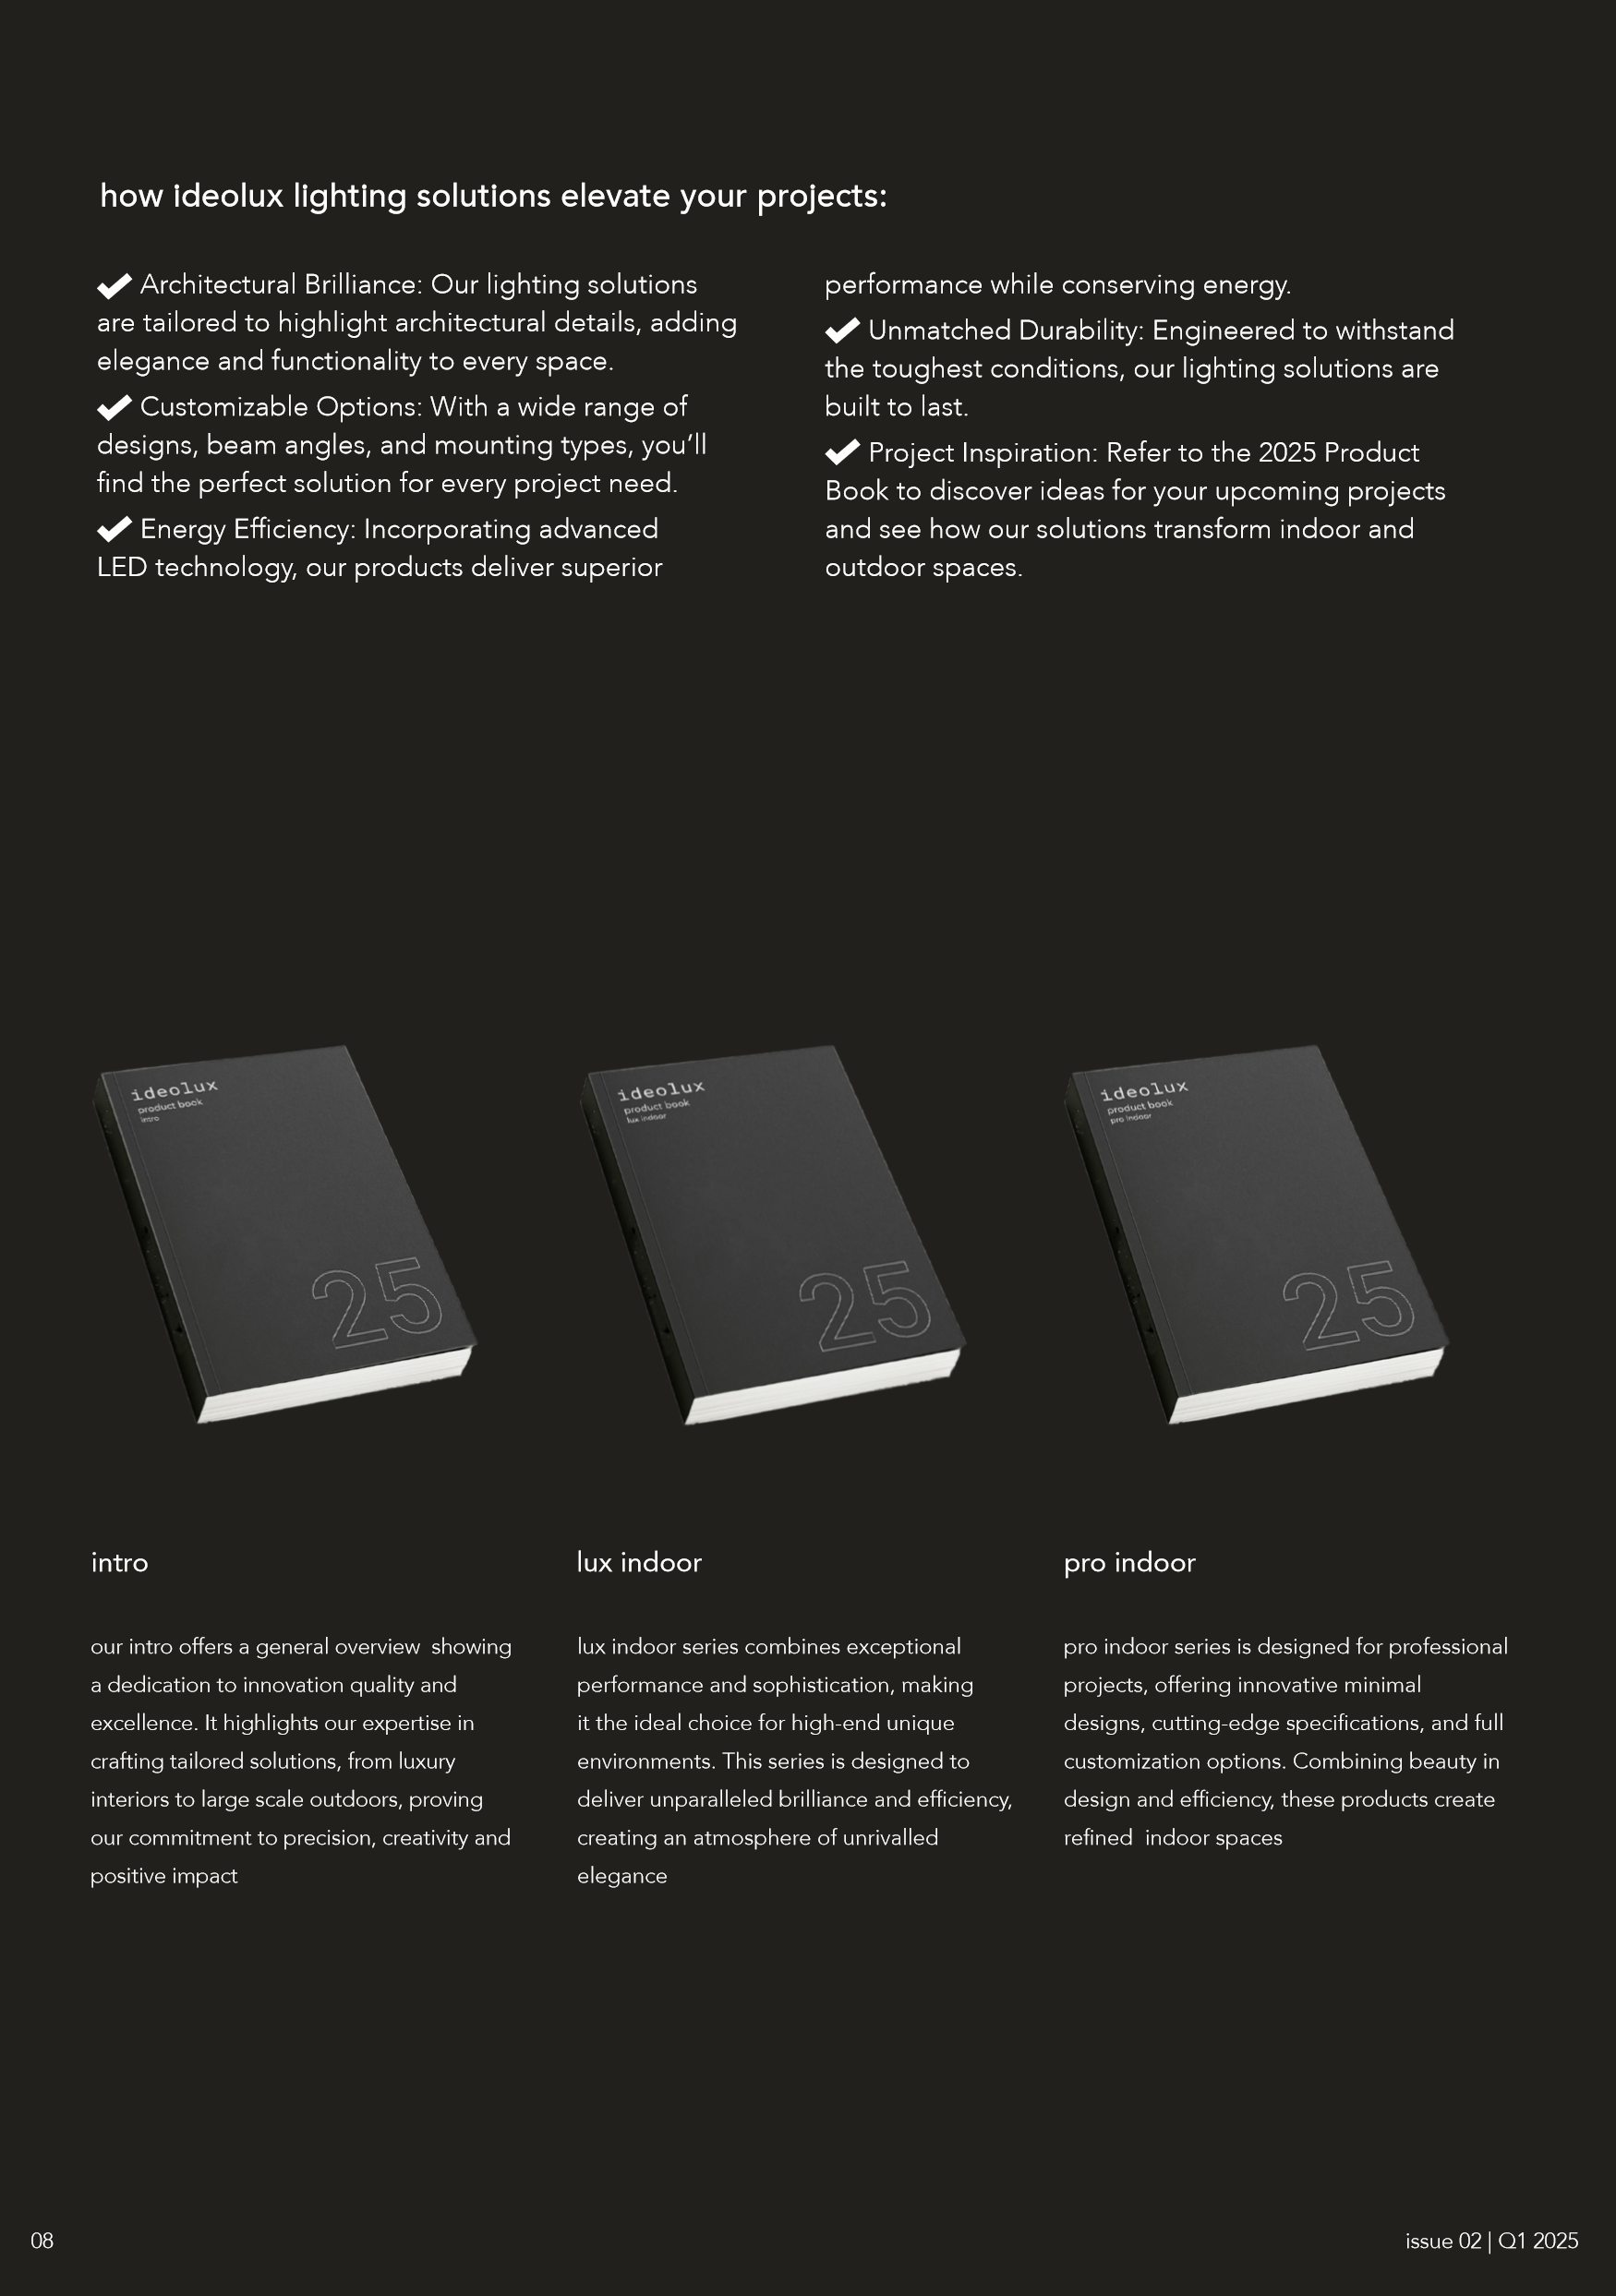 how ideolux lighting solutions elevate your projects:
✔ Architectural Brilliance: Our lighting solutions
are tailored to highlight architectural details, adding
elegance and functionality to every space.
✔ Customizable Options: With a wide range of
designs, beam angles, and mounting types, you’ll
find the perfect solution for every project need.
✔ Energy Efficiency: Incorporating advanced
LED technology, our products deliver superior
performance while conserving energy.
✔ Unmatched Durability: Engineered to withstand
the toughest conditions, our lighting solutions are
built to last.
✔ Project Inspiration: Refer to the 2025 Product
Book to discover ideas for your upcoming projects
and see how our solutions transform indoor and
outdoor spaces.
ideolux
product book
intro
25
ideolux
product book
lux indoor
25
ideolux
product book
pro indoor
25
intro
our intro offers a general overview  showing
a dedication to innovation quality and
excellence. It highlights our expertise in
crafting tailored solutions, from luxury
interiors to large scale outdoors, proving
our commitment to precision, creativity and
positive impact
lux indoor
lux indoor series combines exceptional
performance and sophistication, making
it the ideal choice for high-end unique
environments. This series is designed to
deliver unparalleled brilliance and efficiency,
creating an atmosphere of unrivalled
elegance
pro indoor
pro indoor series is designed for professional
projects, offering innovative minimal
designs, cutting-edge specifications, and full
customization options. Combining beauty in
design and efficiency, these products create
refined  indoor spaces
08
issue 02 | Q1 2025